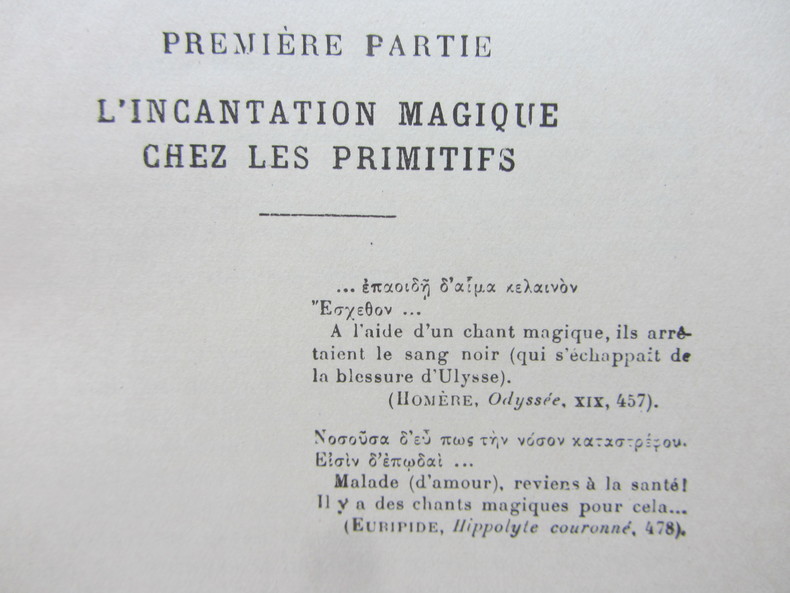 PREMIÈRE PARTIE
L'INCANTATION MAGIQUE
CHEZ LES PRIMITIFS
... ἐπαοιδῇ δ'αἷμα κελαινὸν
Ἔσχεθον ...
A l'aide d'un chant magique, ils arrê-
taient le sang noir (qui s'échappait de
la blessure d'Ulysse).
(HOMÈRE, Odyssée, XIX, 457).
Νοσοῦσα δ'εὖ πως τὴν νόσον καταστρέφου.
Εἰσὶν δ'ἐπῳδαὶ ...
Malade (d'amour), reviens à la santé!
Il y a des chants magiques pour cela...
(EURIPIDE, Hippolyte couronné, 478).